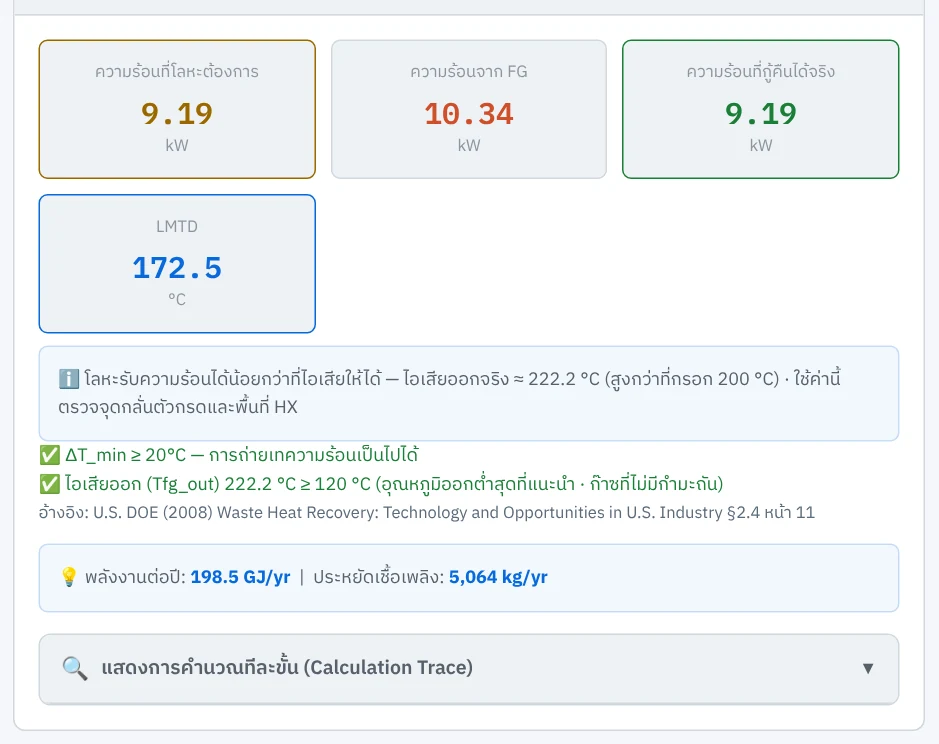 ความร้อนที่โลหะต้องการ
9.19
kW
ความร้อนจาก FG
10.34
kW
ความร้อนที่กู้คืนได้จริง
9.19
kW
LMTD
172.5
°C
ℹ️ โลหะรับความร้อนได้น้อยกว่าที่ไอเสียให้ได้ — ไอเสียออกจริง ≈ 222.2 °C (สูงกว่าที่กรอก 200 °C) · ใช้ค่านี้
ตรวจจุดกลั่นตัวกรดและพื้นที่ HX
✅ ΔT_min ≥ 20°C — การถ่ายเทความร้อนเป็นไปได้
✅ ไอเสียออก (Tfg_out) 222.2 °C ≥ 120 °C (อุณหภูมิออกต่ำสุดที่แนะนำ · ก๊าซที่ไม่มีกำมะถัน)
อ้างอิง: U.S. DOE (2008) Waste Heat Recovery: Technology and Opportunities in U.S. Industry §2.4 หน้า 11
💡 พลังงานต่อปี: 198.5 GJ/yr | ประหยัดเชื้อเพลิง: 5,064 kg/yr
🔍 แสดงการคำนวณทีละขั้น (Calculation Trace) ▼